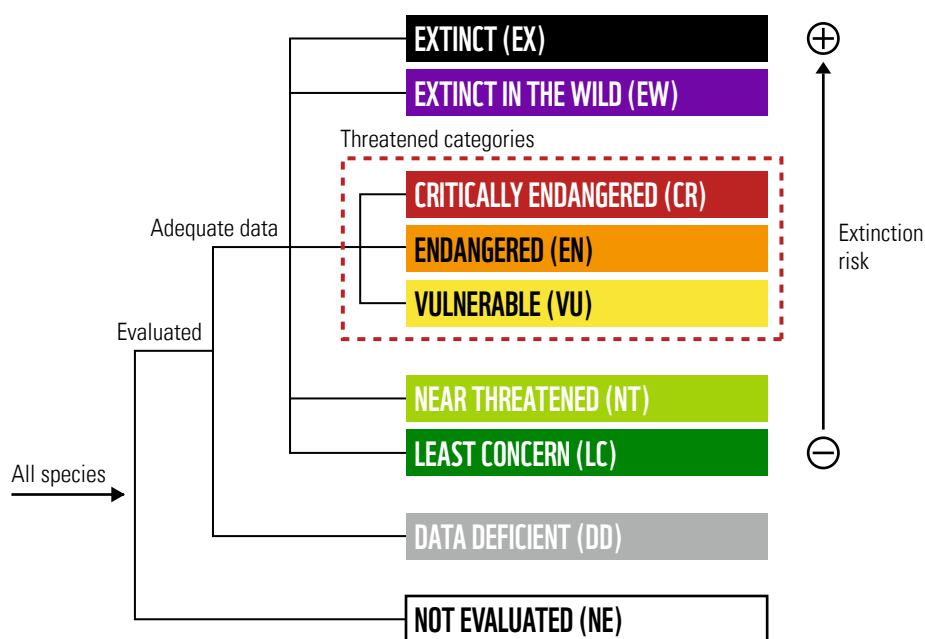 EXTINCT (EX)
EXTINCT IN THE WILD (EW)
Threatened categories
CRITICALLY ENDANGERED (CR)
Adequate data
ENDANGERED (EN)
Extinction
risk
VULNERABLE (VU)
Evaluated
NEAR THREATENED (NT)
LEAST CONCERN (LC)
All species
DATA DEFICIENT (DD)
NOT EVALUATED (NE)